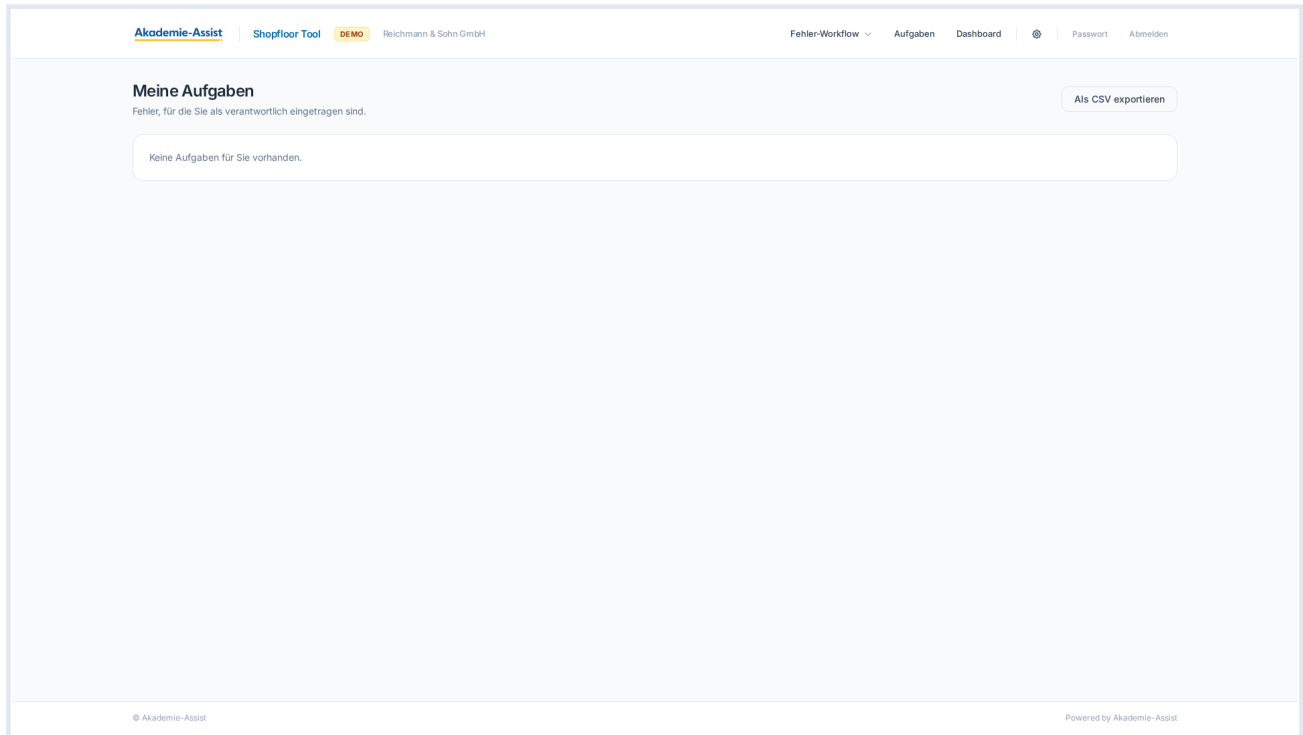 Akademie-Assist
Shopfloor Tool
DEMO
Reichmann & Sohn GmbH
Fehler-Workflow
Aufgaben
Dashboard
Passwort
Abmelden
Meine Aufgaben
Fehler, für die Sie als verantwortlich eingetragen sind.
Als CSV exportieren
Keine Aufgaben für Sie vorhanden.
© Akademie-Assist
Powered by Akademie-Assist